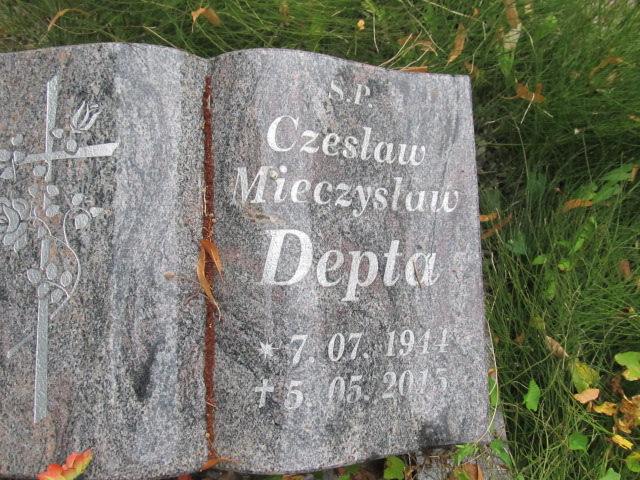 Ś.P.
Czesław
Mieczysław
Depta
* 7. 07. 1944
✝ 5. 05. 2015